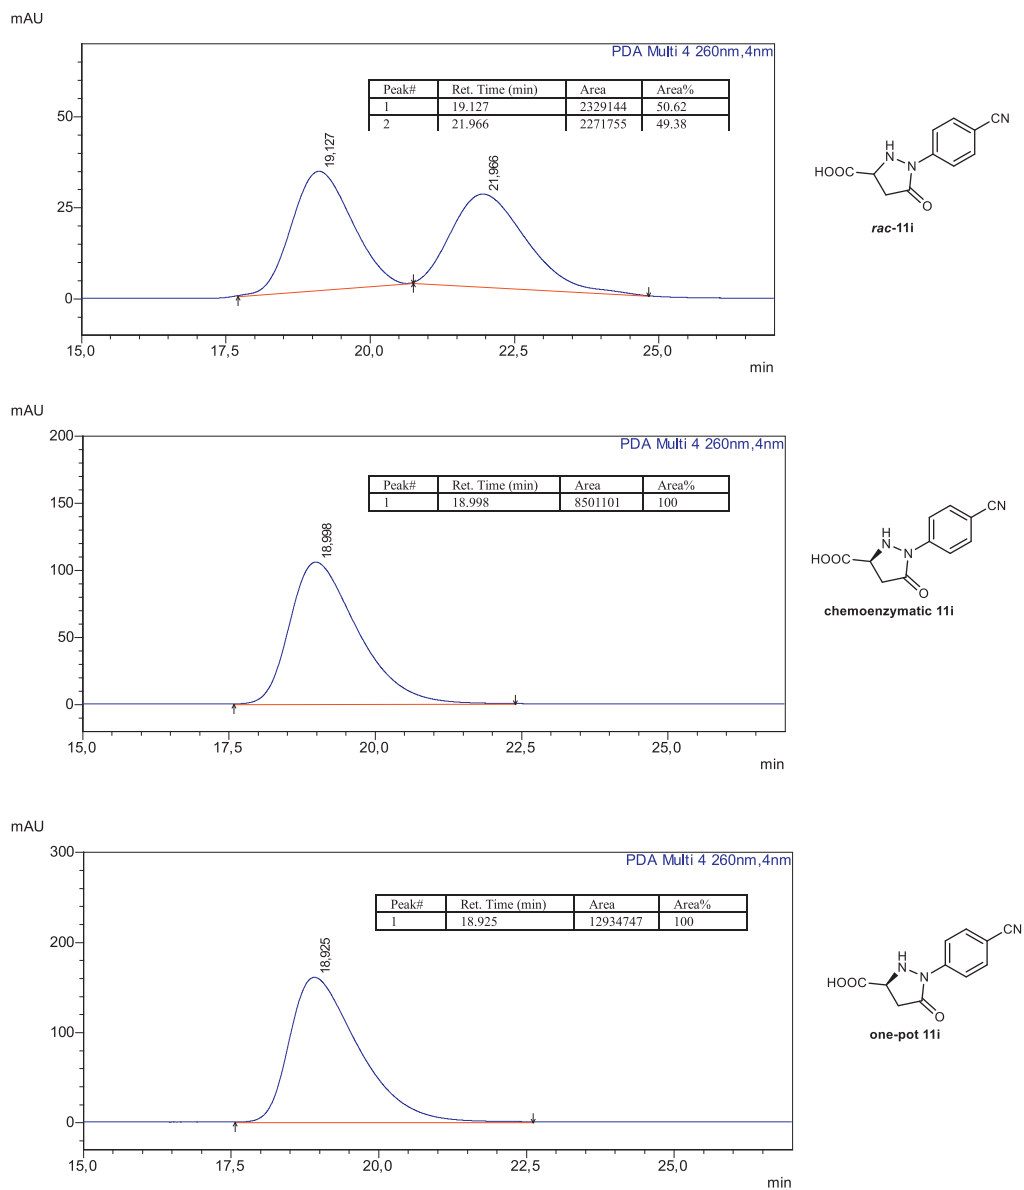 mAU
PDA Multi 4 260nm,4nm
Peak# Ret. Time (min) Area Area%
1 19.127 2329144 50.62
2 21.966 2271755 49.38
50
25
0
19,127
21,966
15,0 17,5 20,0 22,5 25,0
min
HOOC
H
N
N
O
CN
rac-11i
mAU
PDA Multi 4 260nm,4nm
Peak# Ret. Time (min) Area Area%
1 18.998 8501101 100
200
150
100
50
0
18,998
15,0 17,5 20,0 22,5 25,0
min
HOOC
H
N
N
O
CN
chemoenzymatic 11i
mAU
PDA Multi 4 260nm,4nm
Peak# Ret. Time (min) Area Area%
1 18.925 12934747 100
300
200
100
0
18,925
15,0 17,5 20,0 22,5
min
HOOC
H
N
N
O
CN
one-pot 11i